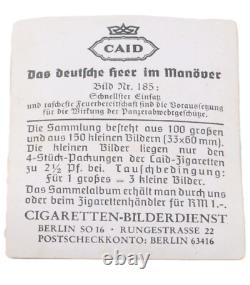 CAID
Das deutsche Heer im Manöver
Bild Nr. 185:
Schnellster Einsatz
und rascheste Feuerbereitschaft sind die Voraussetzung
für die Wirkung der Panzerabwehrgeschütze.
Die Sammlung besteht aus 100 großen
und aus 150 kleinen Bildern (33x60 mm).
Die kleinen Bilder liegen nur den
4-Stück-Packungen der Caid-Zigaretten
zu 2½ Pf. bei. Tauschbedingung:
Für 1 großes – 3 kleine Bilder.
Das Sammelalbum erhält man durch uns
oder den Zigarettenhändler für RM 1.-.
CIGARETTEN-BILDERDIENST
BERLIN SO 16 • RUNGESTRASSE 22
POSTSCHECKKONTO: BERLIN 63416
worthpoint